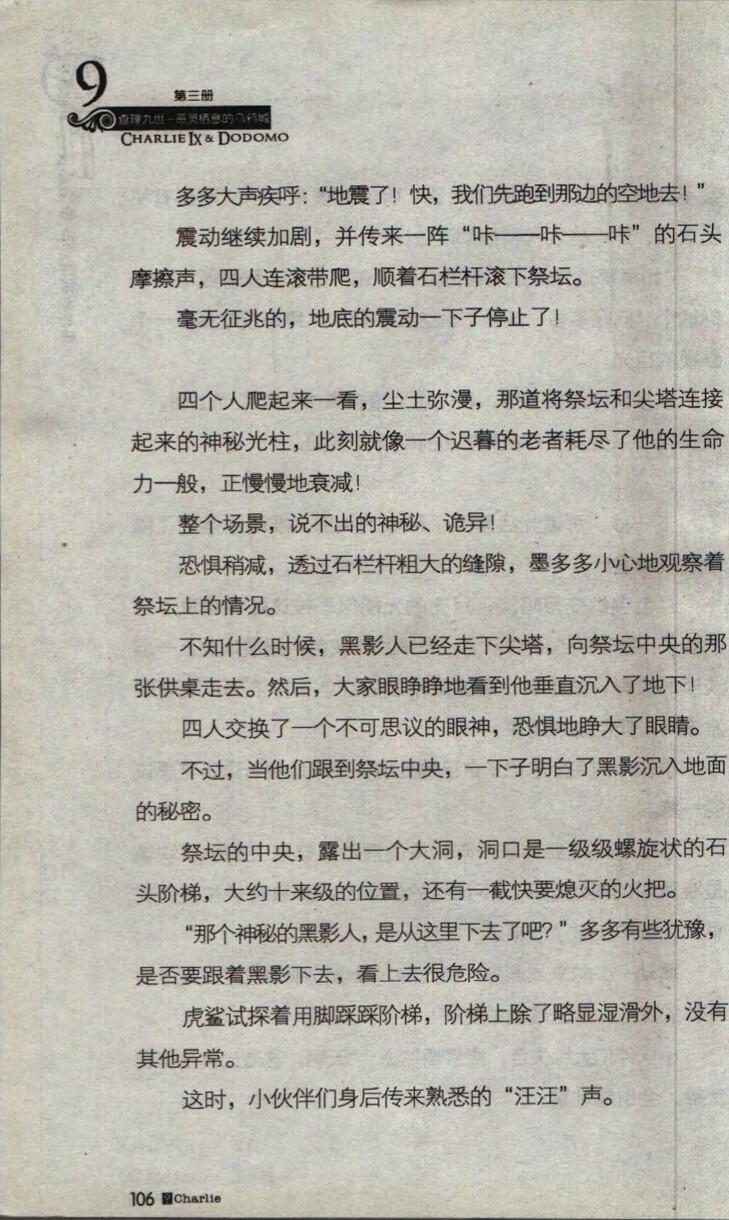 9
第三册
查理九世-恶灵栖息的乌鸦城
CHARLIE IX & DODOMO
多多大声疾呼：“地震了！快，我们先跑到那边的空地去！”
震动继续加剧，并传来一阵“咔——咔——咔”的石头
摩擦声，四人连滚带爬，顺着石栏杆滚下祭坛。
毫无征兆的，地底的震动一下子停止了！
四个人爬起来一看，尘土弥漫，那道将祭坛和尖塔连接
起来的神秘光柱，此刻就像一个迟暮的老者耗尽了他的生命
力一般，正慢慢地衰减！
整个场景，说不出的神秘、诡异！
恐惧稍减，透过石栏杆粗大的缝隙，墨多多小心地观察着
祭坛上的情况。
不知什么时候，黑影人已经走下尖塔，向祭坛中央的那
张供桌走去。然后，大家眼睁睁地看到他垂直沉入了地下！
四人交换了一个不可思议的眼神，恐惧地睁大了眼睛。
不过，当他们跟到祭坛中央，一下子明白了黑影沉入地面
的秘密。
祭坛的中央，露出一个大洞，洞口是一级级螺旋状的石
头阶梯，大约十来级的位置，还有一截快要熄灭的火把。
“那个神秘的黑影人，是从这里下去了吧？”多多有些犹豫，
是否要跟着黑影下去，看上去很危险。
虎鲨试探着用脚踩踩阶梯，阶梯上除了略显湿滑外，没有
其他异常。
这时，小伙伴们身后传来熟悉的“汪汪”声。
106 Charlie